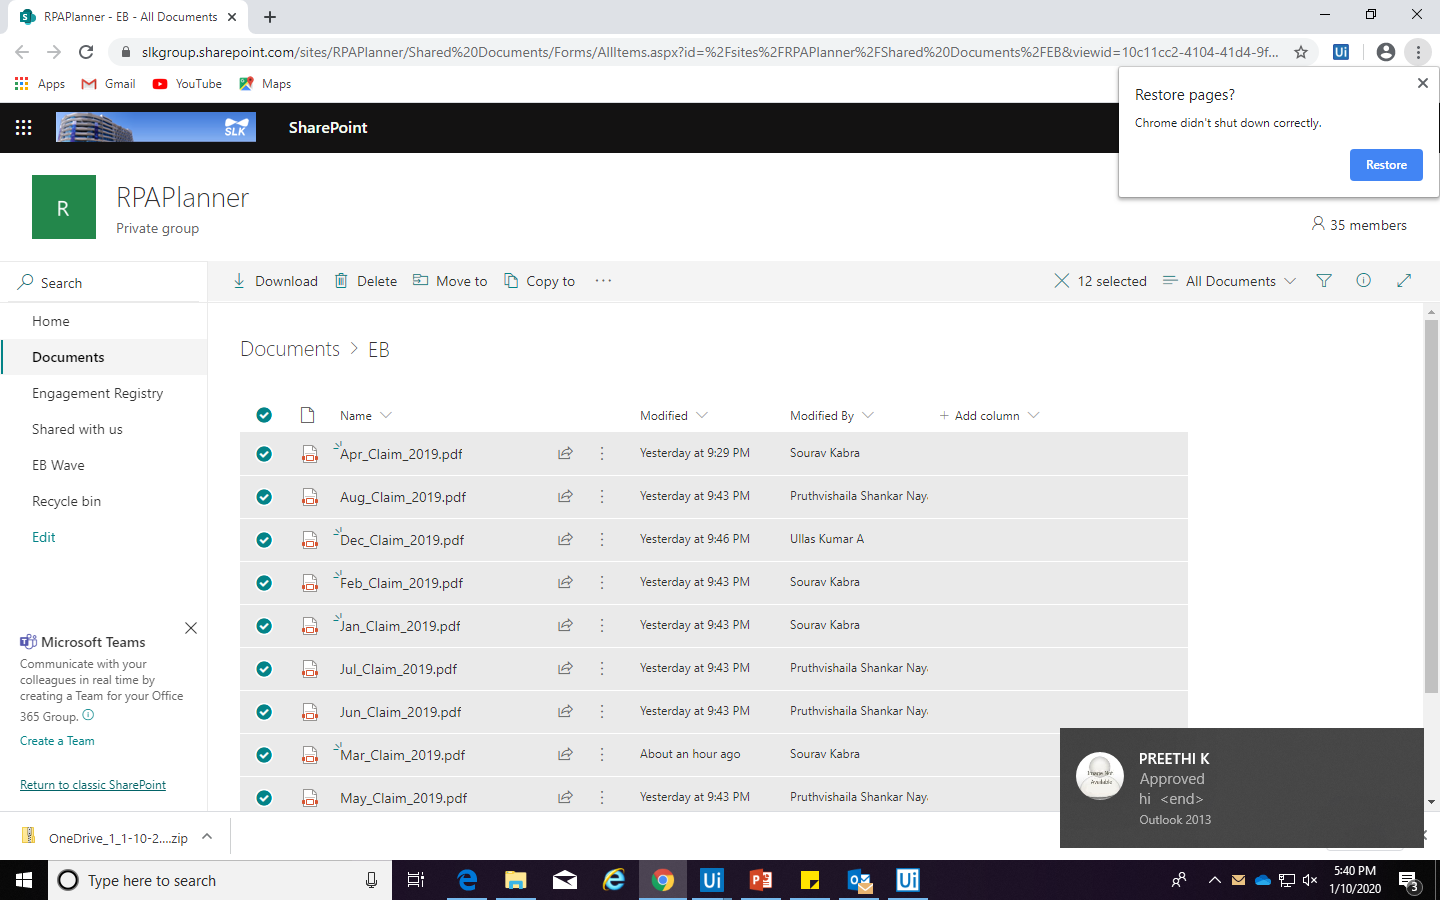 RPAPlanner - EB - All Documents
slkgroup.sharepoint.com/sites/RPAPlanner/Shared%20Documents/Forms/AllItems.aspx?id=%2Fsites%2FRPAPlanner%2FShared%20Documents%2FEB&viewid=10c11cc2-4104-41d4-9f...
Apps Gmail YouTube Maps
Restore pages?
Chrome didn't shut down correctly.
Restore
SLK
SharePoint
R
RPAPlanner
Private group
35 members
Search
Download Delete Move to Copy to ... 12 selected All Documents
Home
Documents
Engagement Registry
Shared with us
EB Wave
Recycle bin
Edit
Documents > EB
Name Modified Modified By + Add column
Apr_Claim_2019.pdf Yesterday at 9:29 PM Sourav Kabra
Aug_Claim_2019.pdf Yesterday at 9:43 PM Pruthvishaila Shankar Nay
Dec_Claim_2019.pdf Yesterday at 9:46 PM Ullas Kumar A
Feb_Claim_2019.pdf Yesterday at 9:43 PM Sourav Kabra
Jan_Claim_2019.pdf Yesterday at 9:43 PM Sourav Kabra
Jul_Claim_2019.pdf Yesterday at 9:43 PM Pruthvishaila Shankar Nay
Jun_Claim_2019.pdf Yesterday at 9:43 PM Pruthvishaila Shankar Nay
Mar_Claim_2019.pdf About an hour ago Sourav Kabra
May_Claim_2019.pdf Yesterday at 9:43 PM Pruthvishaila Shankar Nay
Microsoft Teams
Communicate with your
colleagues in real time by
creating a Team for your Office
365 Group.
Create a Team
Return to classic SharePoint
Image Not
Available
PREETHI K
Approved
hi <end>
Outlook 2013
OneDrive_1_1-10-2....zip
Type here to search
Ui
Ui
5:40 PM
1/10/2020
3